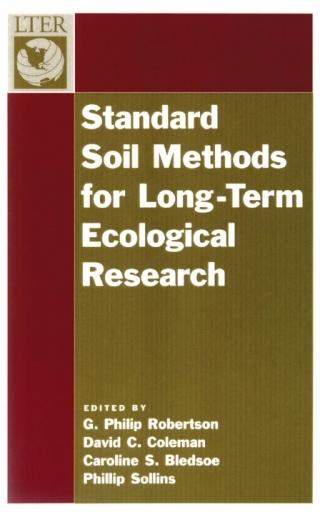 LTER
Standard
Soil Methods
for Long-Term
Ecological
Research
EDITED BY
G. Philip Robertson
David C. Coleman
Caroline S. Bledsoe
Phillip Sollins